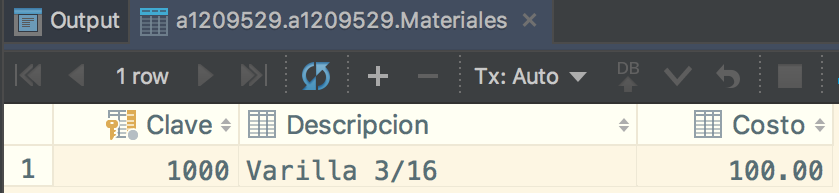 Output a1209529.a1209529.Materiales
1 row Tx: Auto DB
Clave Descripcion Costo
1 1000 Varilla 3/16 100.00